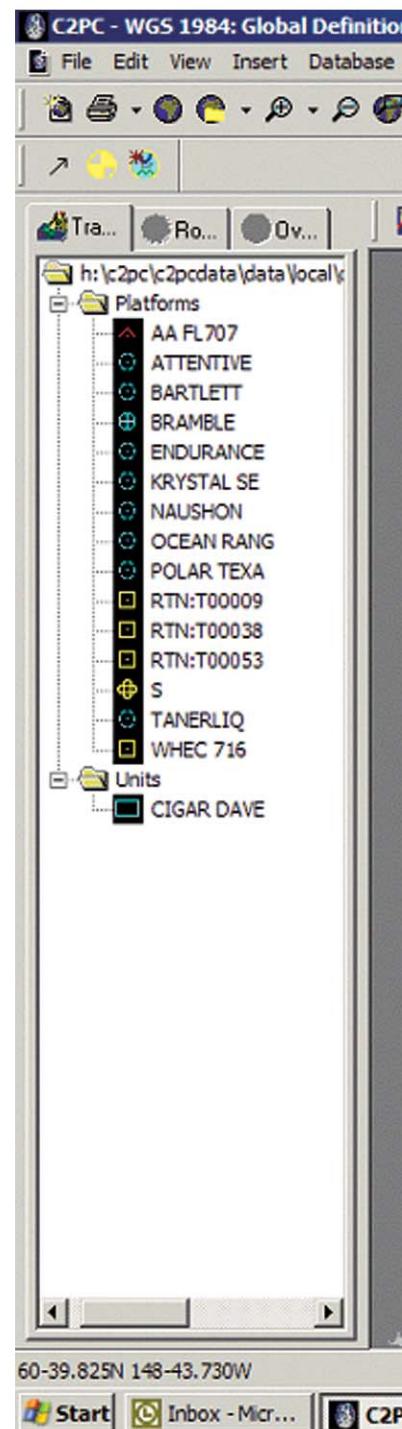 C2PC - WGS 1984: Global Definition
File Edit View Insert Database
Tra... Ro... Ov...
h:\c2pc\c2pcdata\data\local\
Platforms
AA FL707
ATTENTIVE
BARTLETT
BRAMBLE
ENDURANCE
KRYSTAL SE
NAUSHON
OCEAN RANG
POLAR TEXA
RTN:T00009
RTN:T00038
RTN:T00053
S
TANERLIQ
WHEC 716
Units
CIGAR DAVE
60-39.825N 148-43.730W
Start Inbox - Micr... C2P